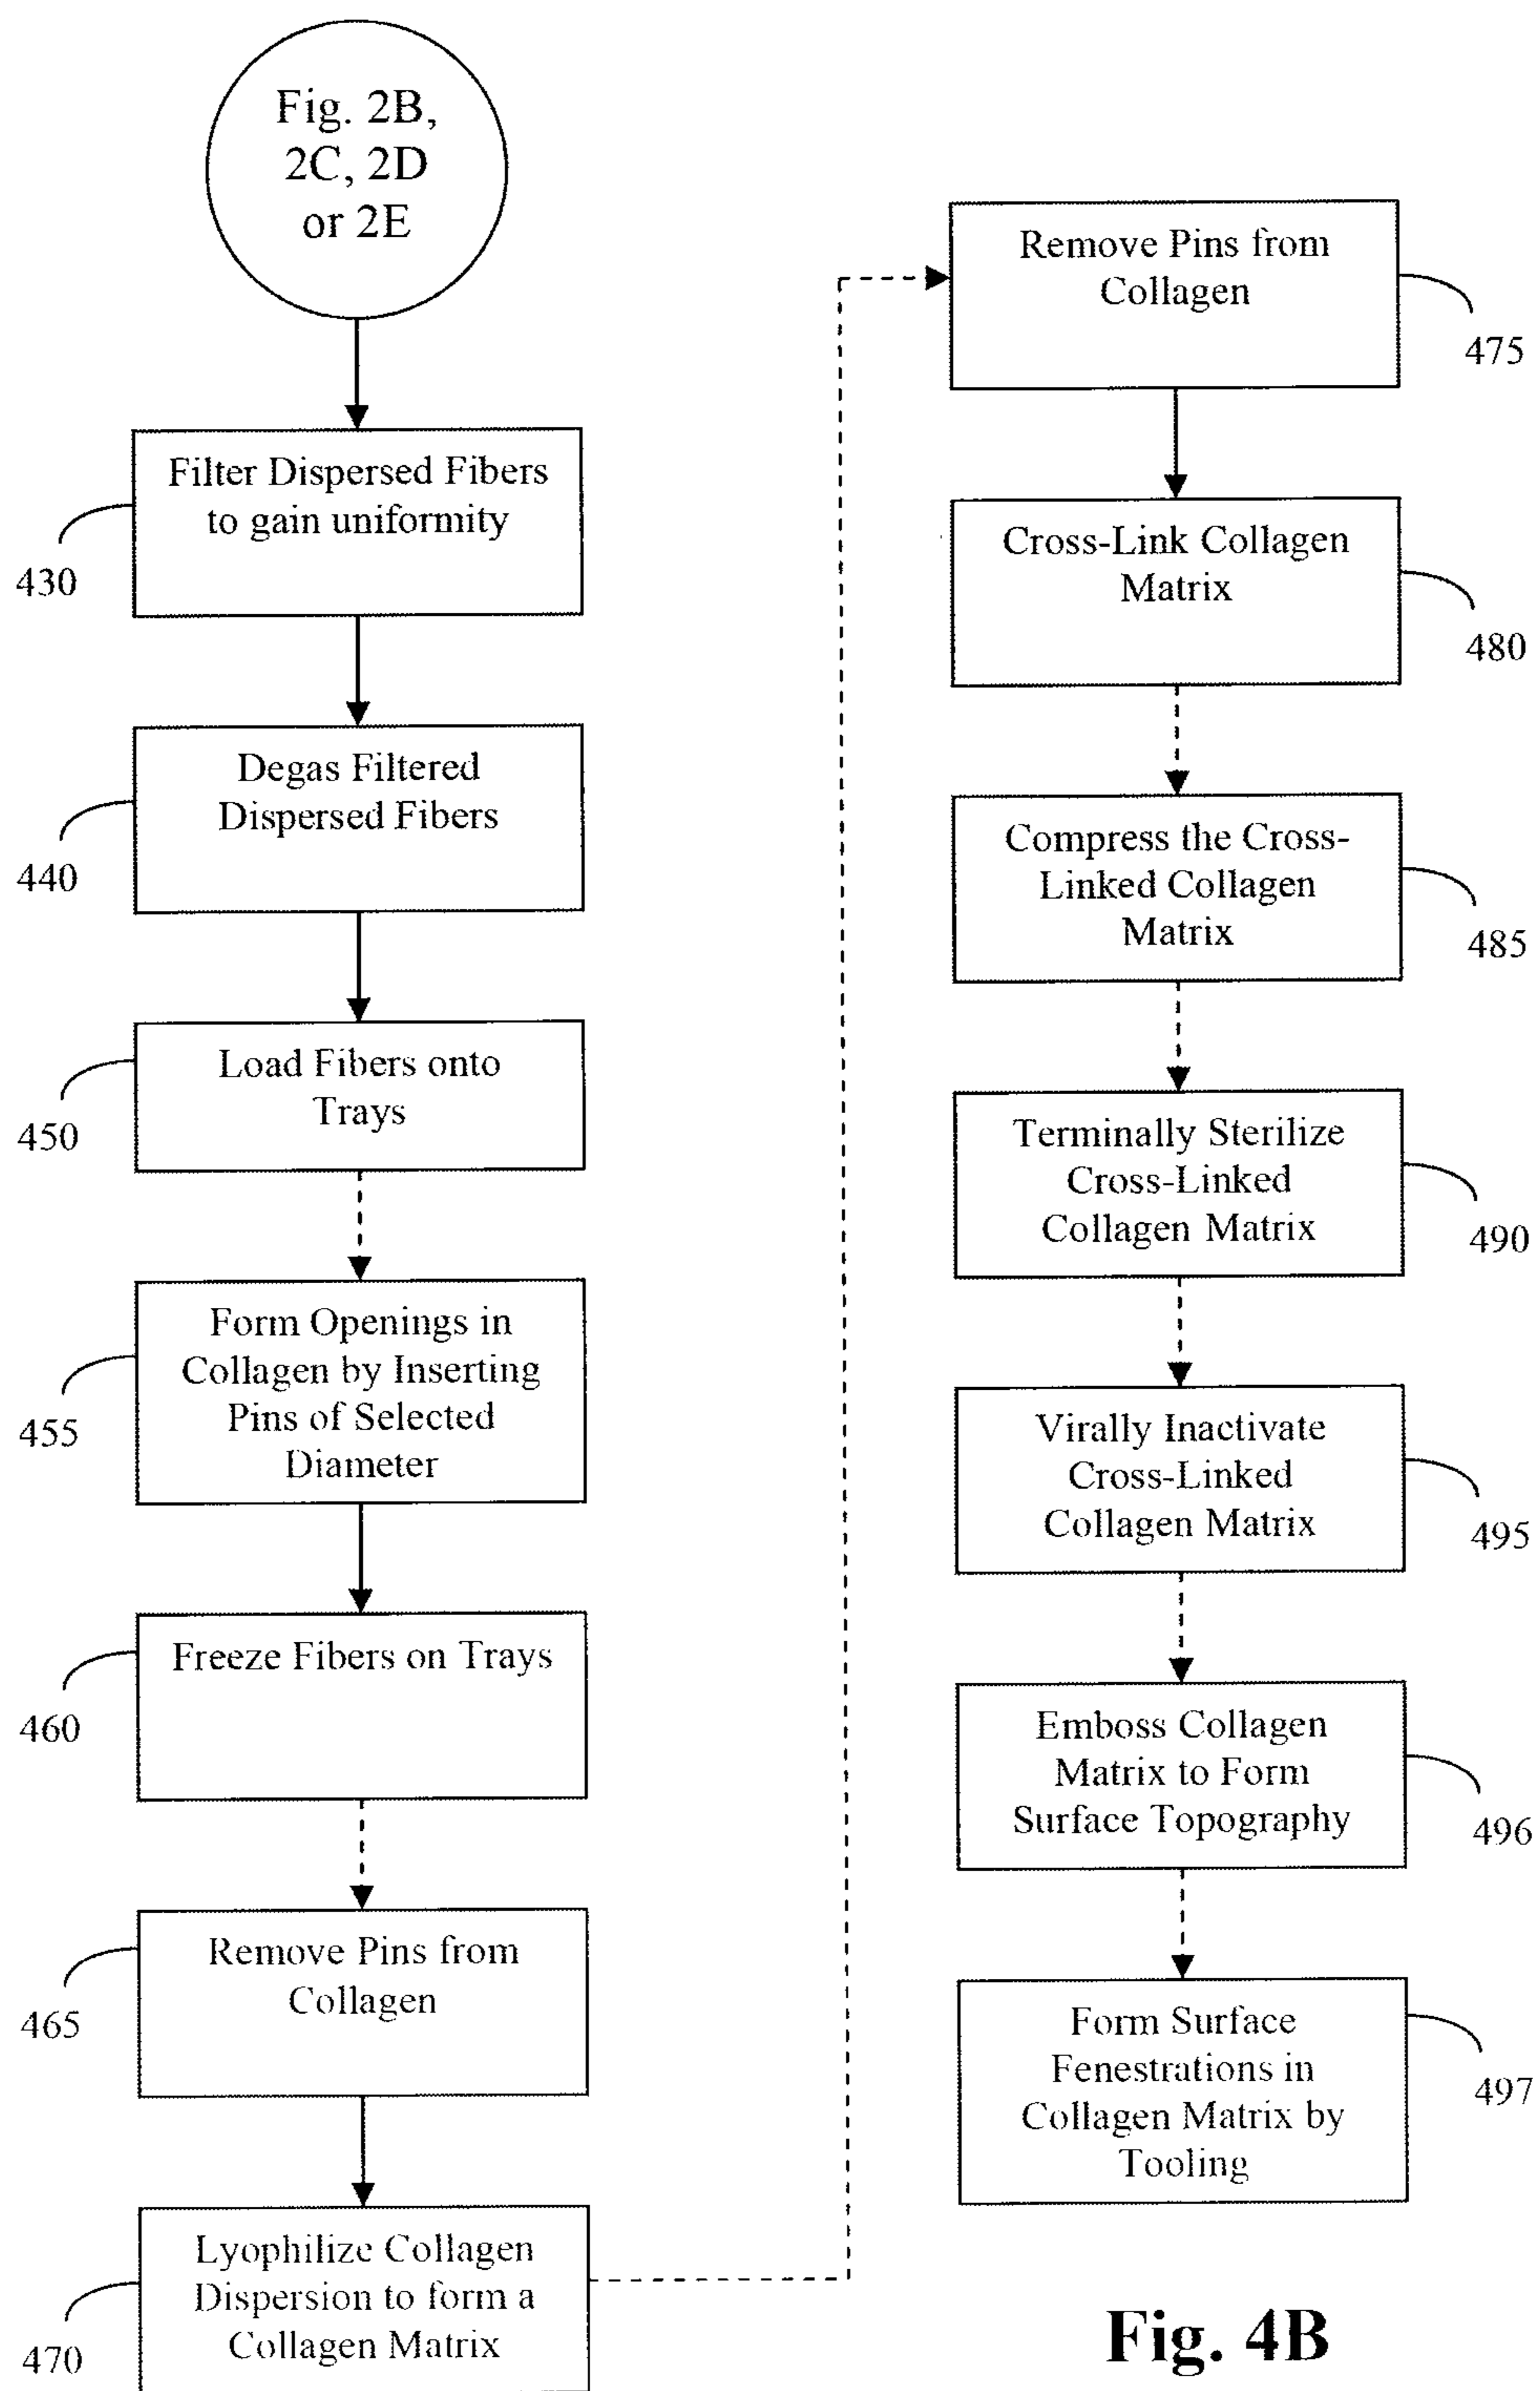 Fig. 2B,
2C, 2D
or 2E
Filter Dispersed Fibers
to gain uniformity
430
Degas Filtered
Dispersed Fibers
440
Load Fibers onto
Trays
450
Form Openings in
Collagen by Inserting
Pins of Selected
Diameter
455
Freeze Fibers on Trays
460
Remove Pins from
Collagen
465
Lyophilize Collagen
Dispersion to form a
Collagen Matrix
470
Remove Pins from
Collagen
475
Cross-Link Collagen
Matrix
480
Compress the Cross-
Linked Collagen
Matrix
485
Terminally Sterilize
Cross-Linked
Collagen Matrix
490
Virally Inactivate
Cross-Linked
Collagen Matrix
495
Emboss Collagen
Matrix to Form
Surface Topography
496
Form Surface
Fenestrations in
Collagen Matrix by
Tooling
497
Fig. 4B